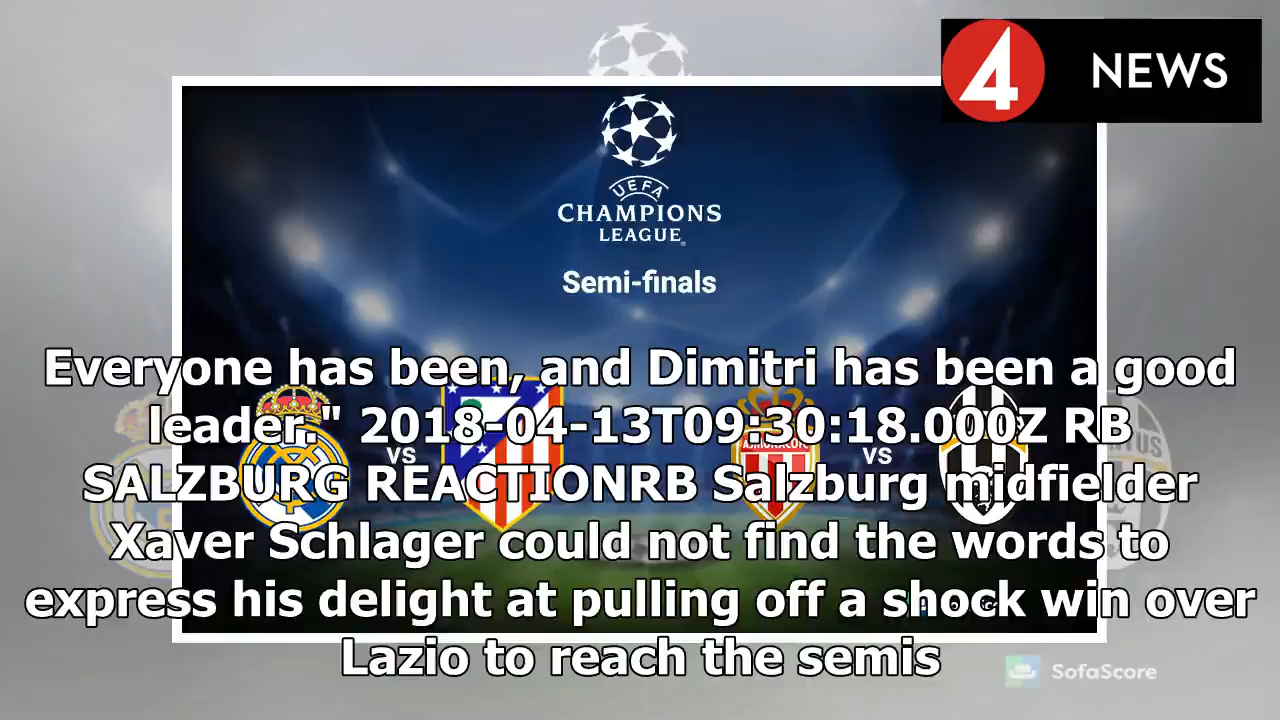 4 NEWS
UEFA
CHAMPIONS
LEAGUE
Semi-finals
Everyone has been, and Dimitri has been a good
leader." 2018-04-13T09:30:18.000Z RB
vs vs
SALZBURG REACTIONRB Salzburg midfielder
Xaver Schlager could not find the words to
express his delight at pulling off a shock win over
Lazio to reach the semis
SofaScore